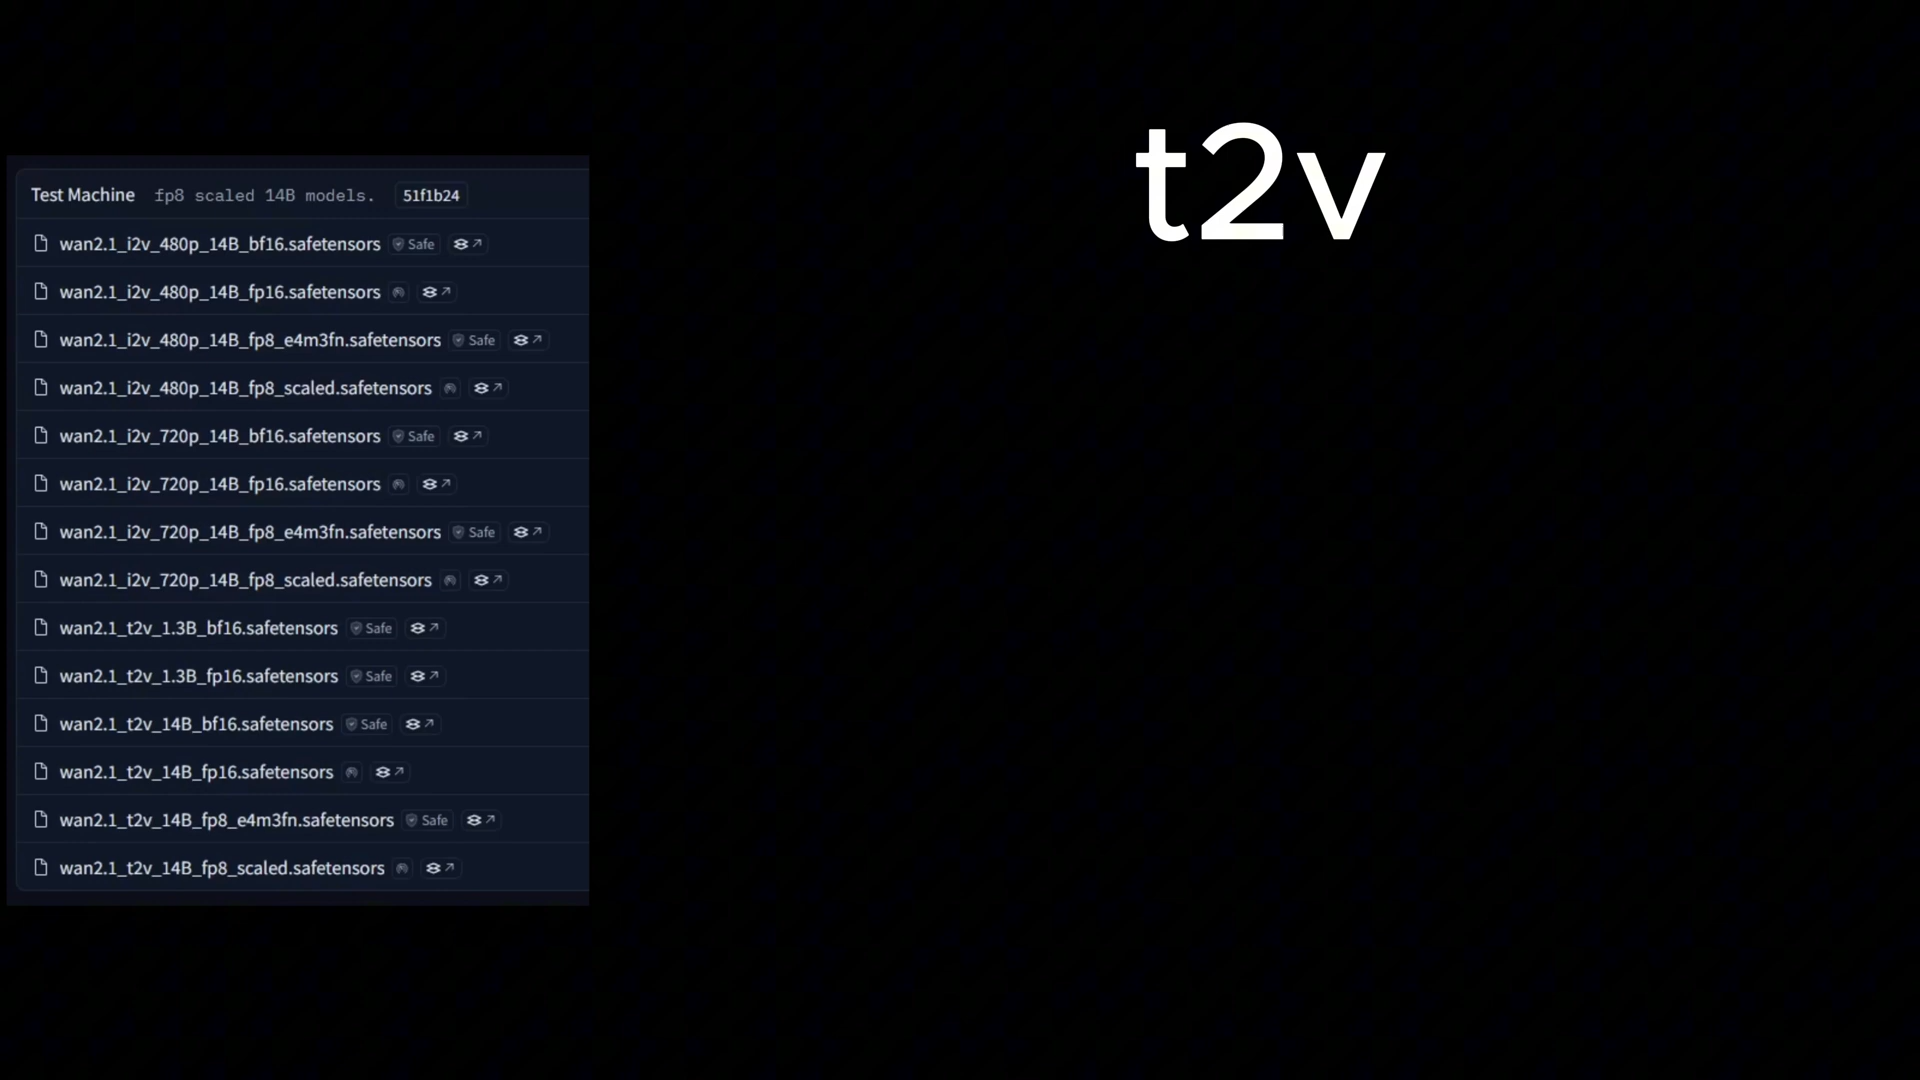 t2v
Test Machine fp8 scaled 14B models. 51f1b24
wan2.1_i2v_480p_14B_bf16.safetensors Safe
wan2.1_i2v_480p_14B_fp16.safetensors
wan2.1_i2v_480p_14B_fp8_e4m3fn.safetensors Safe
wan2.1_i2v_480p_14B_fp8_scaled.safetensors
wan2.1_i2v_720p_14B_bf16.safetensors Safe
wan2.1_i2v_720p_14B_fp16.safetensors
wan2.1_i2v_720p_14B_fp8_e4m3fn.safetensors Safe
wan2.1_i2v_720p_14B_fp8_scaled.safetensors
wan2.1_t2v_1.3B_bf16.safetensors Safe
wan2.1_t2v_1.3B_fp16.safetensors Safe
wan2.1_t2v_14B_bf16.safetensors Safe
wan2.1_t2v_14B_fp16.safetensors
wan2.1_t2v_14B_fp8_e4m3fn.safetensors Safe
wan2.1_t2v_14B_fp8_scaled.safetensors